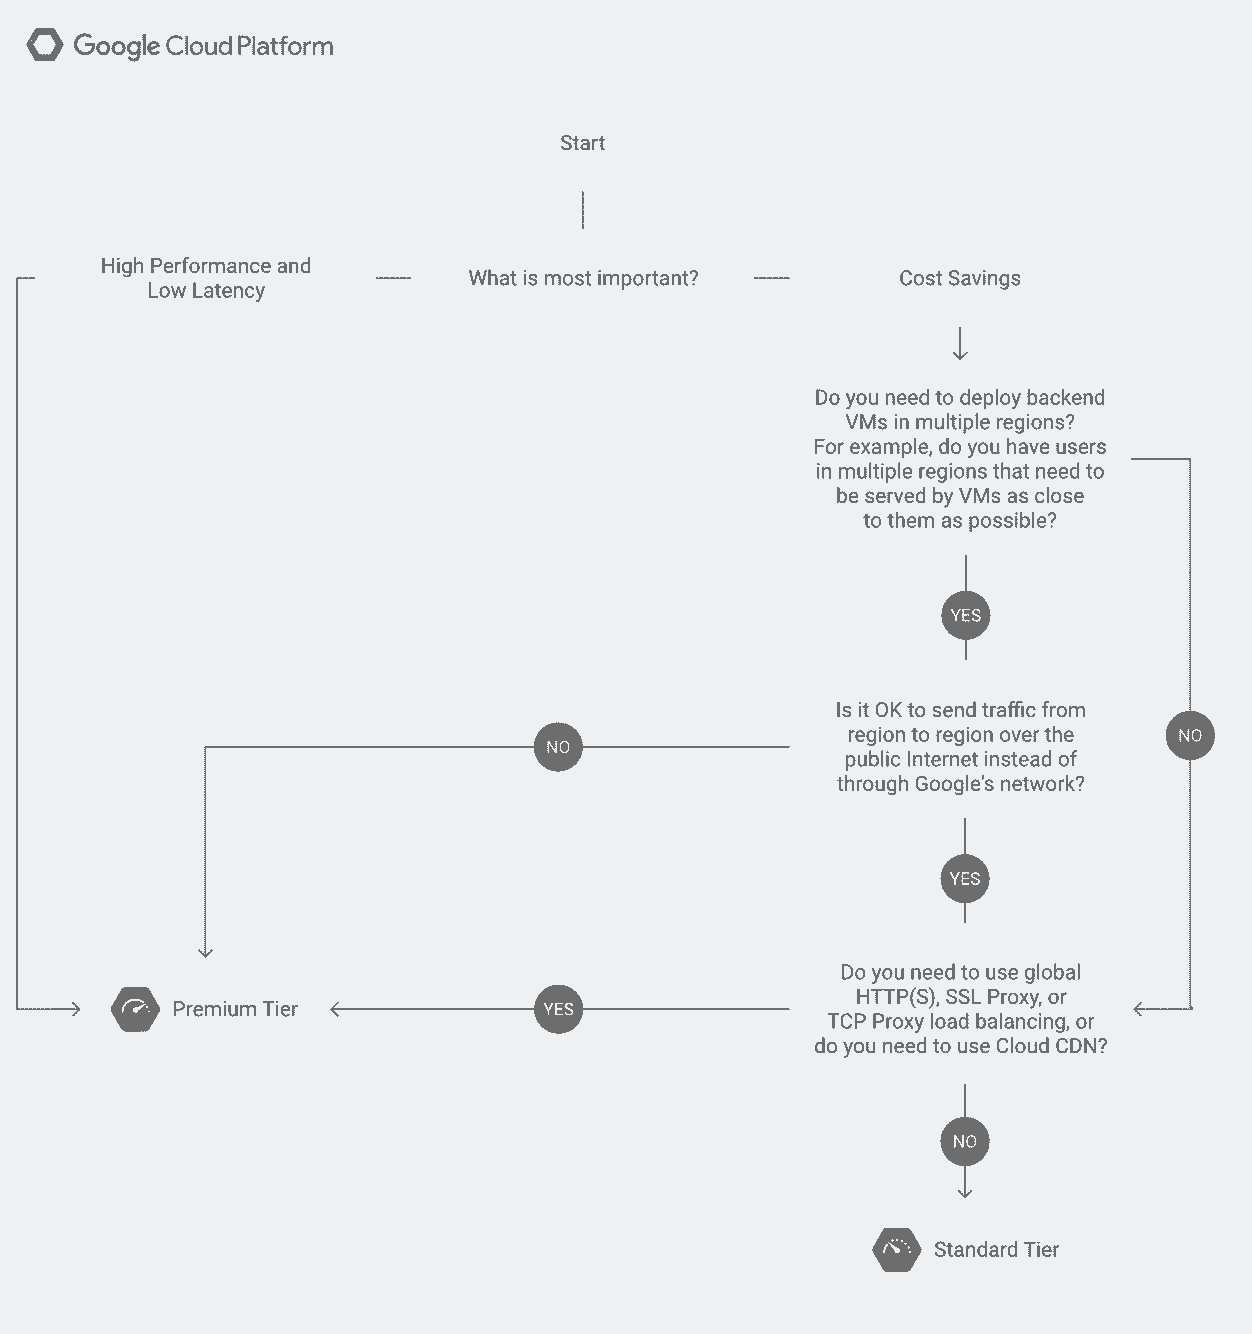 Google Cloud Platform
Start
High Performance and
Low Latency
What is most important?
Cost Savings
Do you need to deploy backend
VMs in multiple regions?
For example, do you have users
in multiple regions that need to
be served by VMs as close
to them as possible?
YES
Is it OK to send traffic from
region to region over the
public Internet instead of
through Google's network?
NO
NO
YES
Do you need to use global
HTTP(S), SSL Proxy, or
TCP Proxy load balancing, or
do you need to use Cloud CDN?
YES
Premium Tier
NO
Standard Tier